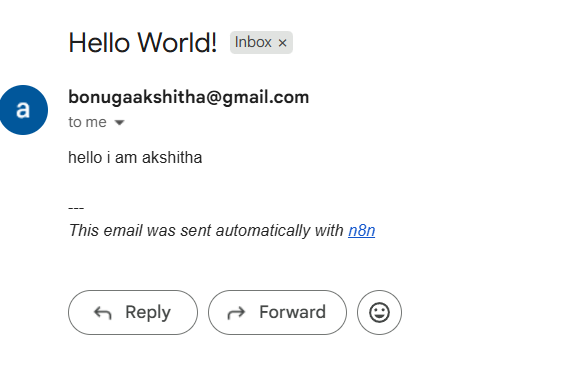 Hello World! Inbox ×
a
bonugaakshitha@gmail.com
to me
hello i am akshitha
---
This email was sent automatically with n8n
Reply Forward